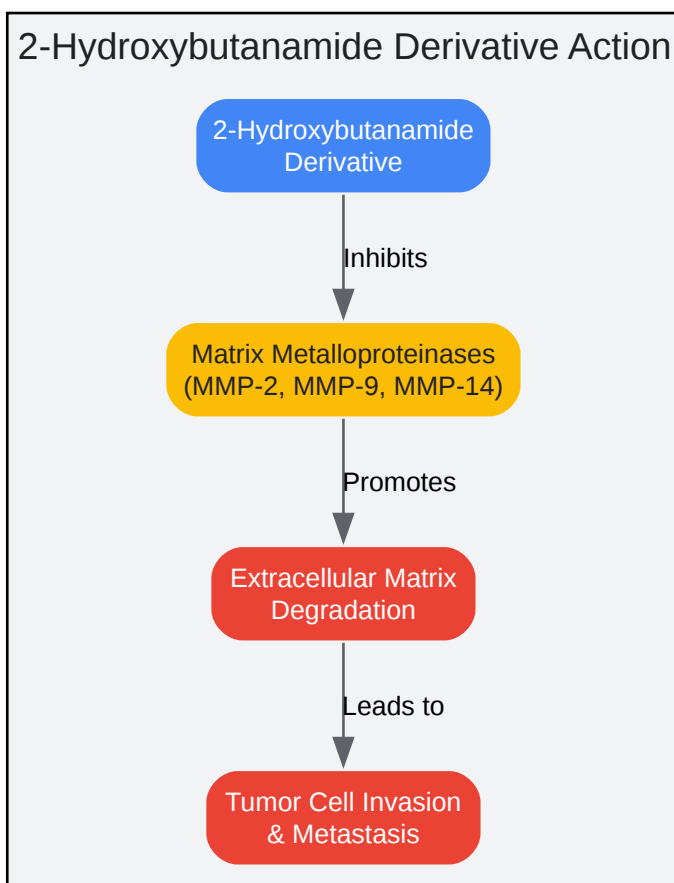 2-Hydroxybutanamide Derivative Action
2-Hydroxybutanamide
Derivative
Inhibits
Matrix Metalloproteinases
(MMP-2, MMP-9, MMP-14)
Promotes
Extracellular Matrix
Degradation
Leads to
Tumor Cell Invasion
& Metastasis